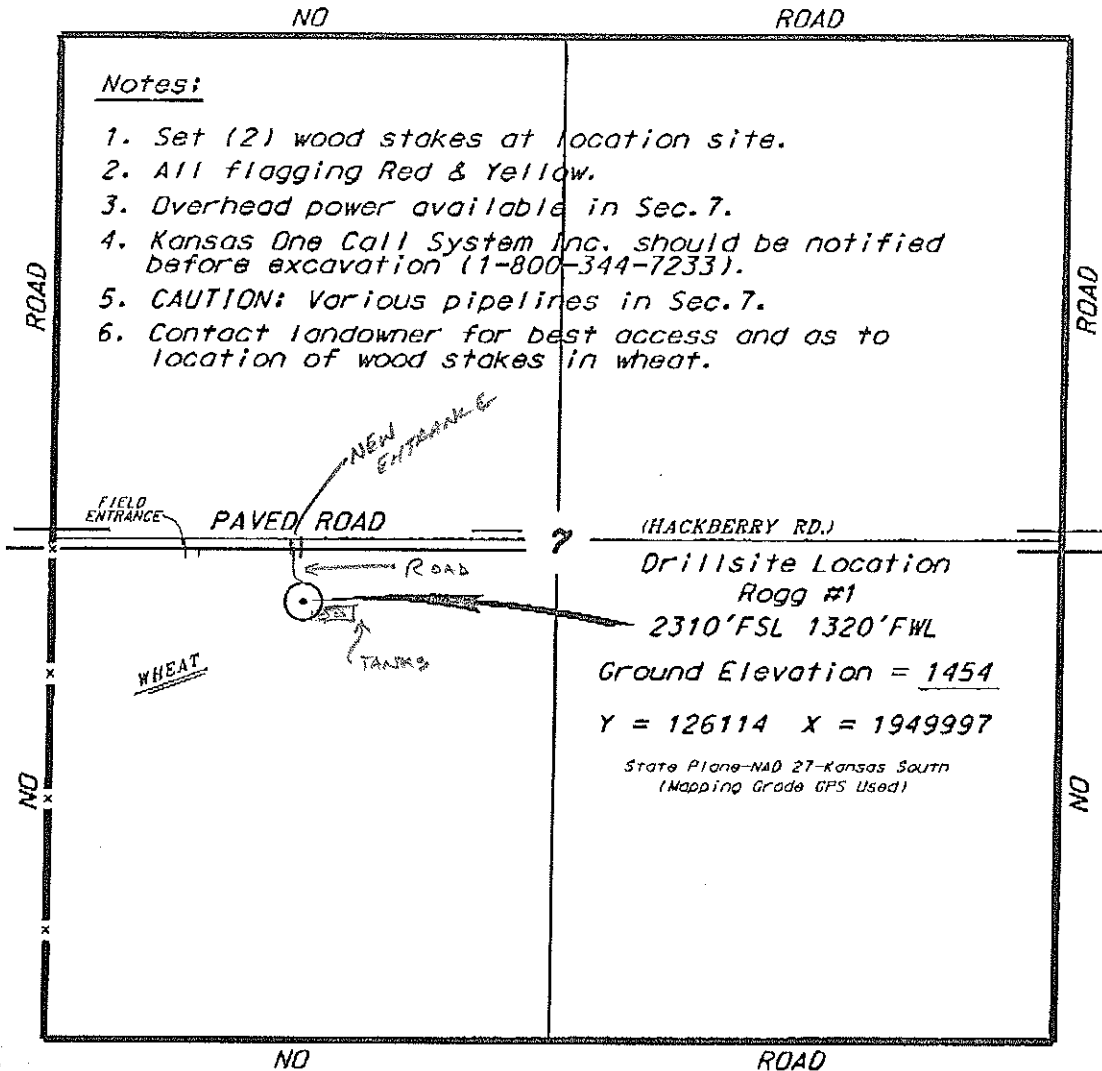 NO ROAD
Notes:
1. Set (2) wood stakes at location site.
2. All flagging Red & Yellow.
3. Overhead power available in Sec. 7.
4. Kansas One Call System Inc. should be notified
before excavation (1-800-344-7233).
5. CAUTION: Various pipelines in Sec. 7.
6. Contact landowner for best access and as to
location of wood stakes in wheat.
ROAD
ROAD
NEW
ENTRANCE
FIELD
ENTRANCE
PAVED ROAD
7
(HACKBERRY RD.)
ROAD
Drillsite Location
Rogg #1
2310'FSL 1320'FWL
TANKS
WHEAT
Ground Elevation = 1454
Y = 126114 X = 1949997
State Plane-NAD 27-Kansas South
(Mapping Grade GPS Used)
NO
NO
NO ROAD